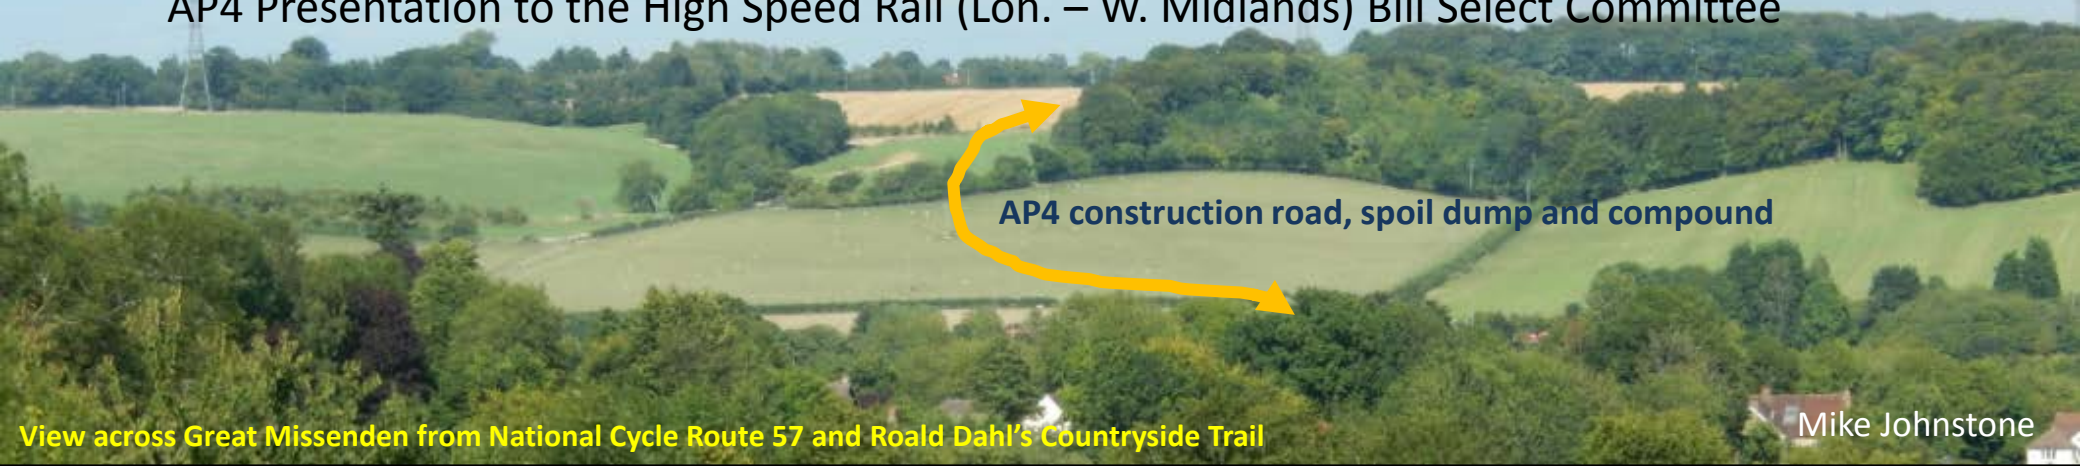 AP4 Presentation to the High Speed Rail (Lon. – W. Midlands) Bill Select Committee
AP4 construction road, spoil dump and compound
View across Great Missenden from National Cycle Route 57 and Roald Dahl's Countryside Trail
Mike Johnstone